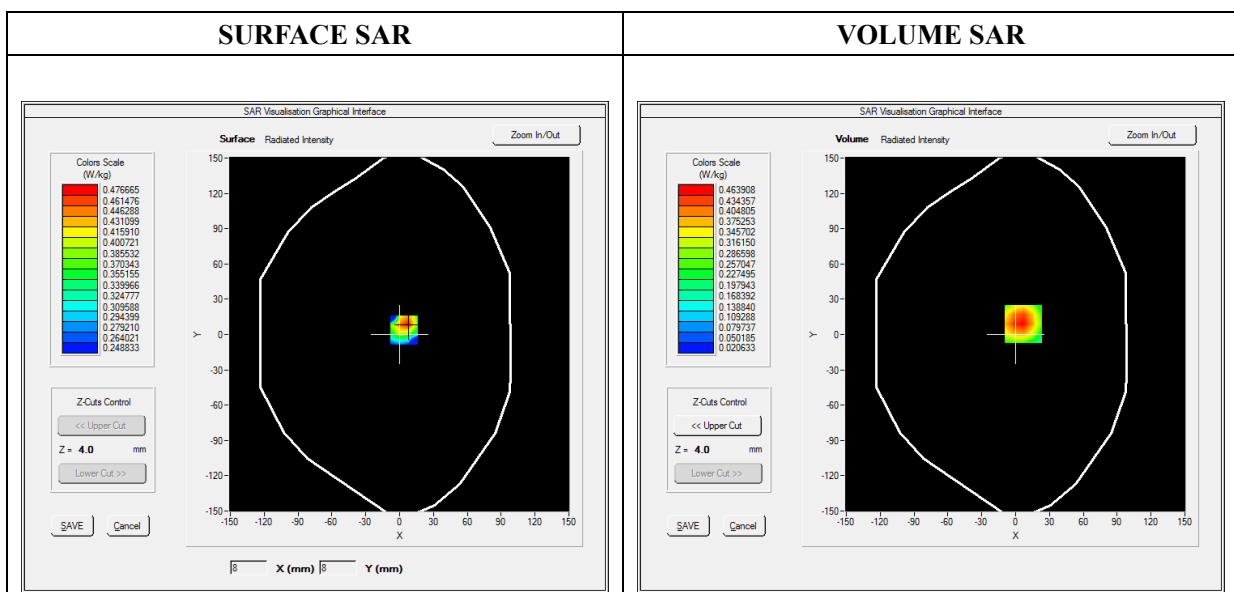 SURFACE SAR
VOLUME SAR
SAR Visualisation Graphical Interface
Surface Radiated Intensity
Zoom In/Out
Colors Scale
(W/kg)
0.476665
0.461476
0.446288
0.431099
0.415910
0.400721
0.385532
0.370343
0.355155
0.339966
0.324777
0.309588
0.294399
0.279210
0.264021
0.248833
150
120
90
60
30
0
-30
-60
-90
-120
-150
Y
-150 -120 -90 -60 -30 0 30 60 90 120 150
X
Z-Cuts Control
<< Upper Cut
Z = 4.0 mm
Lower Cut >>
SAVE Cancel
8 X (mm) 8 Y (mm)
SAR Visualisation Graphical Interface
Volume Radiated Intensity
Zoom In/Out
Colors Scale
(W/kg)
0.463908
0.434357
0.404805
0.375253
0.345702
0.316150
0.286598
0.257047
0.227495
0.197943
0.168392
0.138840
0.109288
0.079737
0.050185
0.020633
150
120
90
60
30
0
-30
-60
-90
-120
-150
Y
-150 -120 -90 -60 -30 0 30 60 90 120 150
X
Z-Cuts Control
<< Upper Cut
Z = 4.0 mm
Lower Cut >>
SAVE Cancel